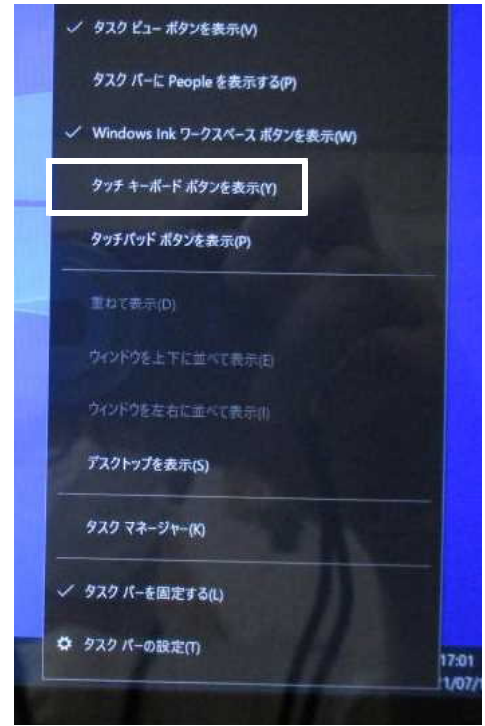 タスク ビュー ボタンを表示(V)
タスク バーに People を表示する(P)
Windows Ink ワークスペース ボタンを表示(W)
タッチ キーボード ボタンを表示(Y)
タッチパッド ボタンを表示(P)
重ねて表示(D)
ウィンドウを上下に並べて表示(E)
ウィンドウを左右に並べて表示(I)
デスクトップを表示(S)
タスク マネージャー(K)
タスク バーを固定する(L)
タスク バーの設定(T)
17:01
1/07/1